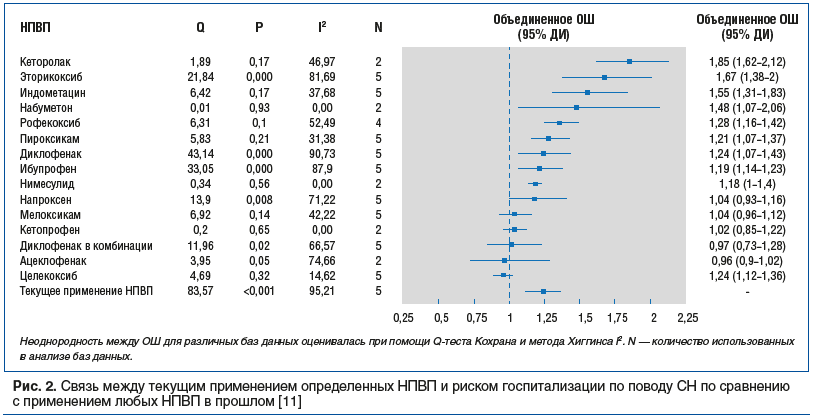 НПВП Q P I² N Объединенное ОШ (95% ДИ) Объединенное ОШ (95% ДИ)
Кеторолак 1,89 0,17 46,97 2 1,85 (1,62–2,12)
Эторикоксиб 21,84 0,000 81,69 5 1,67 (1,38–2)
Индометацин 6,42 0,17 37,68 5 1,55 (1,31–1,83)
Набуметон 0,01 0,93 0,00 2 1,48 (1,07–2,06)
Рофекоксиб 6,31 0,1 52,49 4 1,28 (1,16–1,42)
Пироксикам 5,83 0,21 31,38 5 1,21 (1,07–1,37)
Диклофенак 43,14 0,000 90,73 5 1,24 (1,07–1,43)
Ибупрофен 33,05 0,000 87,9 5 1,19 (1,14–1,23)
Нимесулид 0,34 0,56 0,00 2 1,18 (1–1,4)
Напроксен 13,9 0,008 71,22 5 1,04 (0,93–1,16)
Мелоксикам 6,92 0,14 42,22 5 1,04 (0,96–1,12)
Кетопрофен 0,2 0,65 0,00 2 1,02 (0,85–1,22)
Диклофенак в комбинации 11,96 0,02 66,57 5 0,97 (0,73–1,28)
Ацеклофенак 3,95 0,05 74,66 2 0,96 (0,9–1,02)
Целекоксиб 4,69 0,32 14,62 5 1,24 (1,12–1,36)
Текущее применение НПВП 83,57 <0,001 95,21 5 -
0,25 0,5 0,75 1 1,25 1,5 1,75 2 2,25
Неоднородность между ОШ для различных баз данных оценивалась при помощи Q-теста Кохрана и метода Хиггинса I². N — количество использованных
в анализе баз данных.
Рис. 2. Связь между текущим применением определенных НПВП и риском госпитализации по поводу СН по сравнению
с применением любых НПВП в прошлом [11]